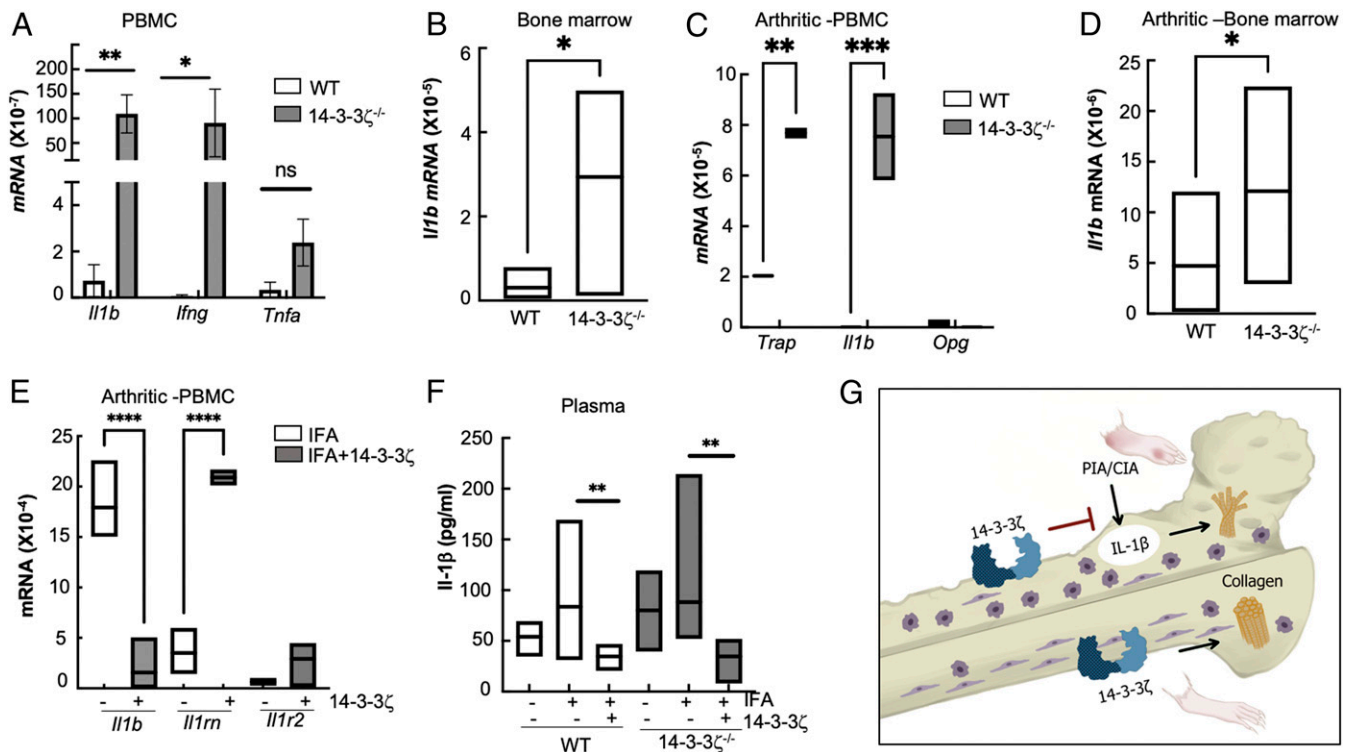 A
PBMC
** *
ns
WT
14-3-3ζ-/-
mRNA (X10-7)
200
150
100
50
4
2
0
Il1b Ifng Tnfa
B
Bone marrow
*
Il1b mRNA (X10-5)
6
4
2
0
WT 14-3-3ζ-/-
C
Arthritic -PBMC
** ***
WT
14-3-3ζ-/-
mRNA (X10-5)
10
8
6
4
2
0
Trap Il1b Opg
D
Arthritic –Bone marrow
*
Il1b mRNA (X10-6)
25
20
15
10
5
0
WT 14-3-3ζ-/-
E
Arthritic -PBMC
**** ****
IFA
IFA+14-3-3ζ
mRNA (X10-4)
25
20
15
10
5
0
- + - + - + 14-3-3ζ
Il1b Il1rn Il1r2
F
Plasma
**
**
Il-1β (pg/ml)
250
200
150
100
50
0
- + + - + + IFA
- - + - - + 14-3-3ζ
WT 14-3-3ζ-/-
G
PIA/CIA
14-3-3ζ
IL-1β
Collagen
14-3-3ζ